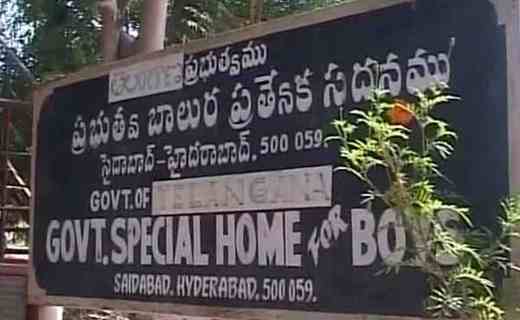 తెలంగాణ ప్రభుత్వము
ప్రభుత్వ బాలుర ప్రత్యేక సదనము
సైదాబాద్-హైదరాబాద్. 500 059.
GOVT. OF TELANGANA
GOVT. SPECIAL HOME FOR BOYS
SAIDABAD. HYDERABAD. 500 059.